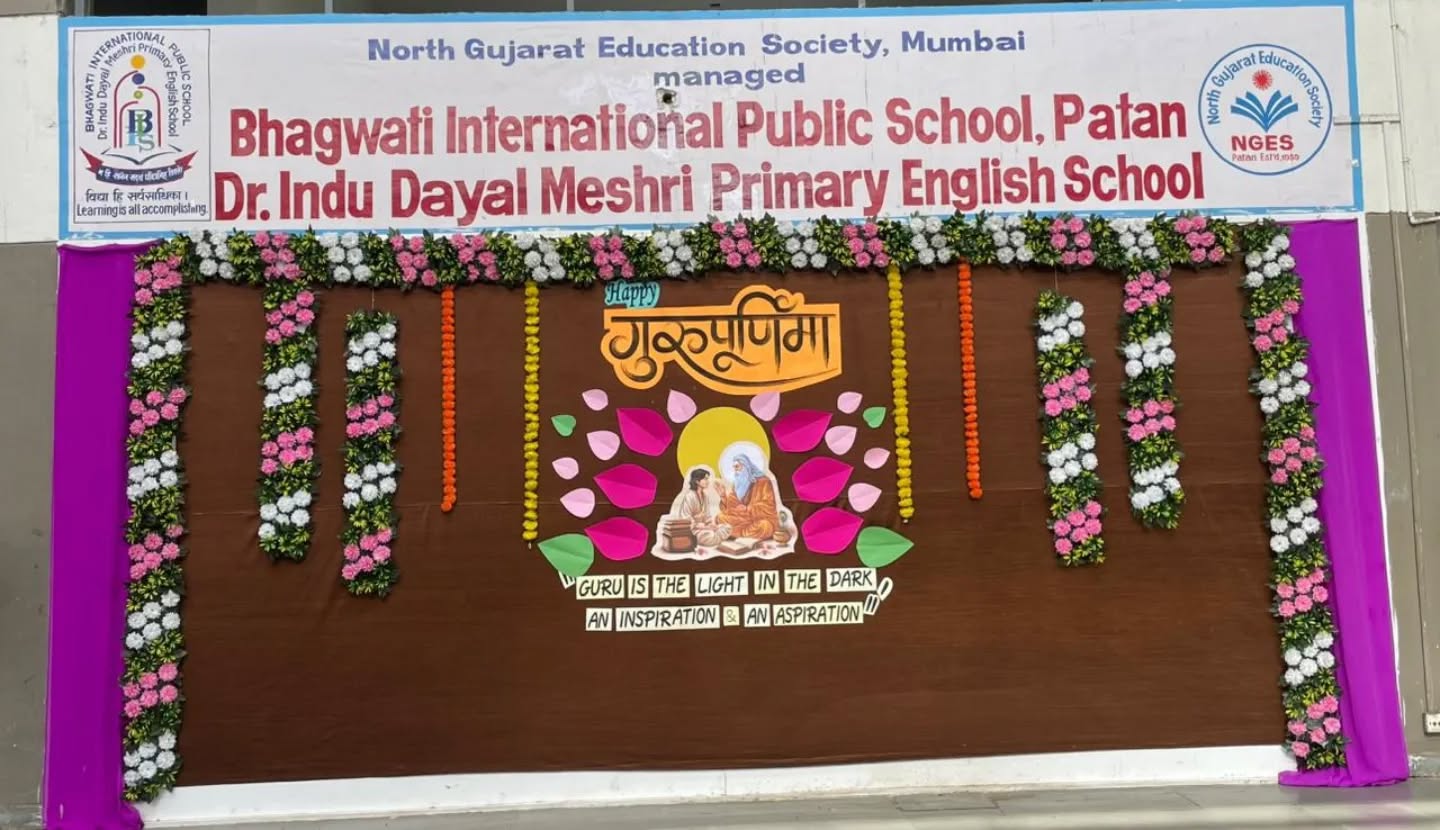 North Gujarat Education Society, Mumbai
managed
Bhagwati International Public School, Patan
Dr. Indu Dayal Meshri Primary English School
BHAGWATI INTERNATIONAL PUBLIC SCHOOL
Dr. Indu Dayal Meshri Primary English School
BIPS
विद्या हि सर्वसाधिका।
Learning is all accomplishing.
North Gujarat Education Society
NGES
Patan Estd.
Happy
गुरुपूर्णिमा
"GURU IS THE LIGHT IN THE DARK,
AN INSPIRATION & AN ASPIRATION"